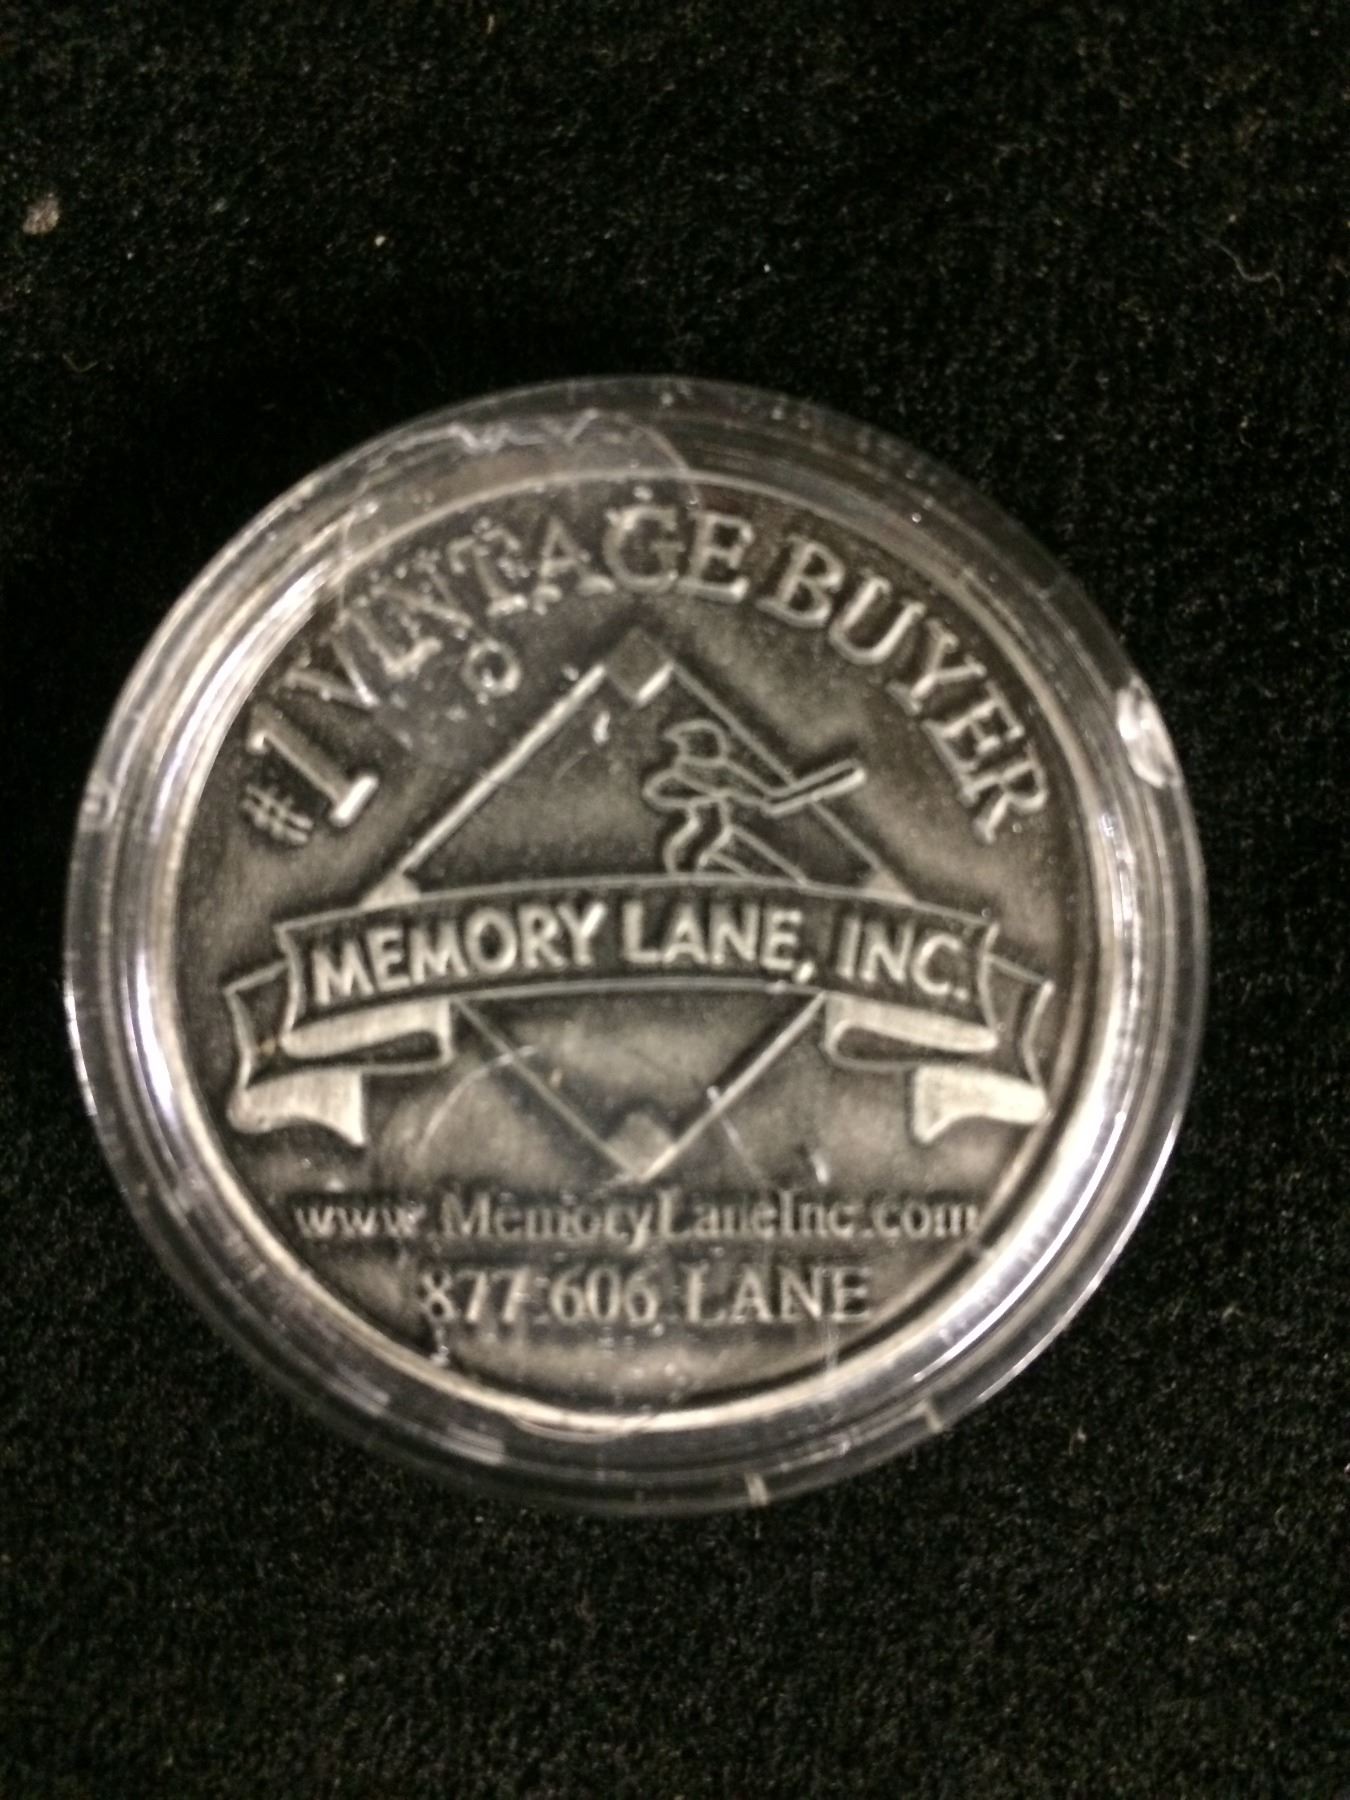 #1 VINTAGE BUYER
MEMORY LANE, INC.
www.MemoryLaneInc.com
877 606 LANE